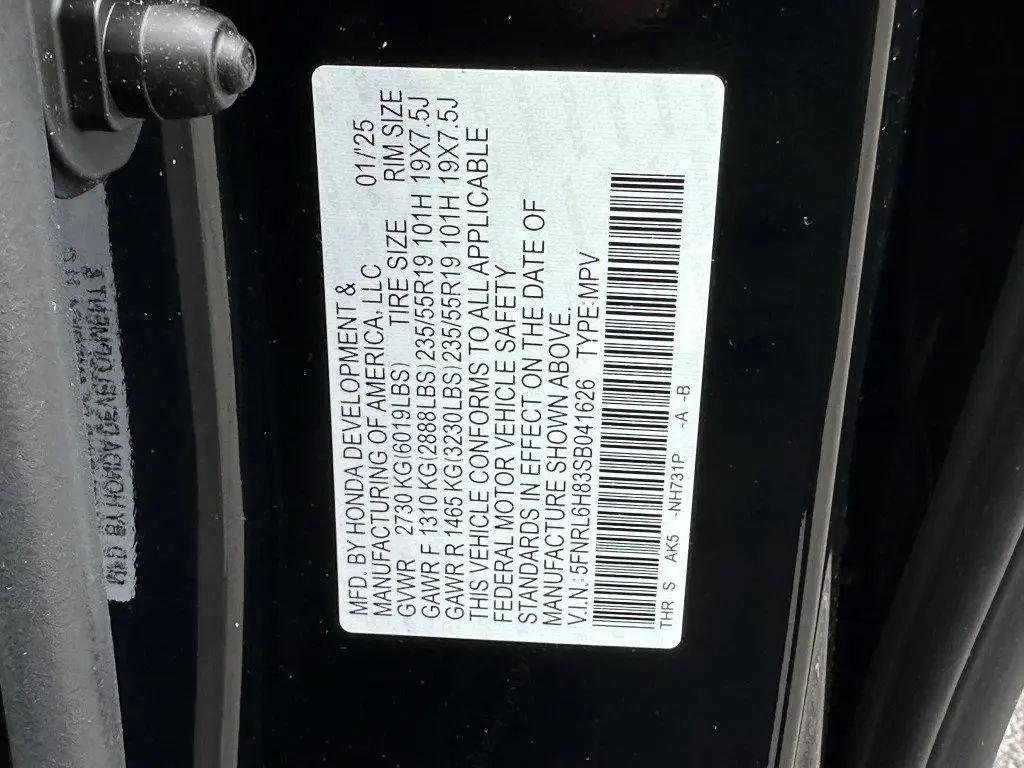 MFD. BY HONDA DEVELOPMENT &
MANUFACTURING OF AMERICA, LLC 01/25
GVWR 2730 KG(6019LBS) TIRE SIZE RIM SIZE
GAWR F 1310 KG(2888LBS) 235/55R19 101H 19X7.5J
GAWR R 1465 KG(3230LBS) 235/55R19 101H 19X7.5J
THIS VEHICLE CONFORMS TO ALL APPLICABLE
FEDERAL MOTOR VEHICLE SAFETY
STANDARDS IN EFFECT ON THE DATE OF
MANUFACTURE SHOWN ABOVE.
V.I.N.: 5FNRL6H83SB041626 TYPE:MPV
THR S AK5 -NH731P -A -B